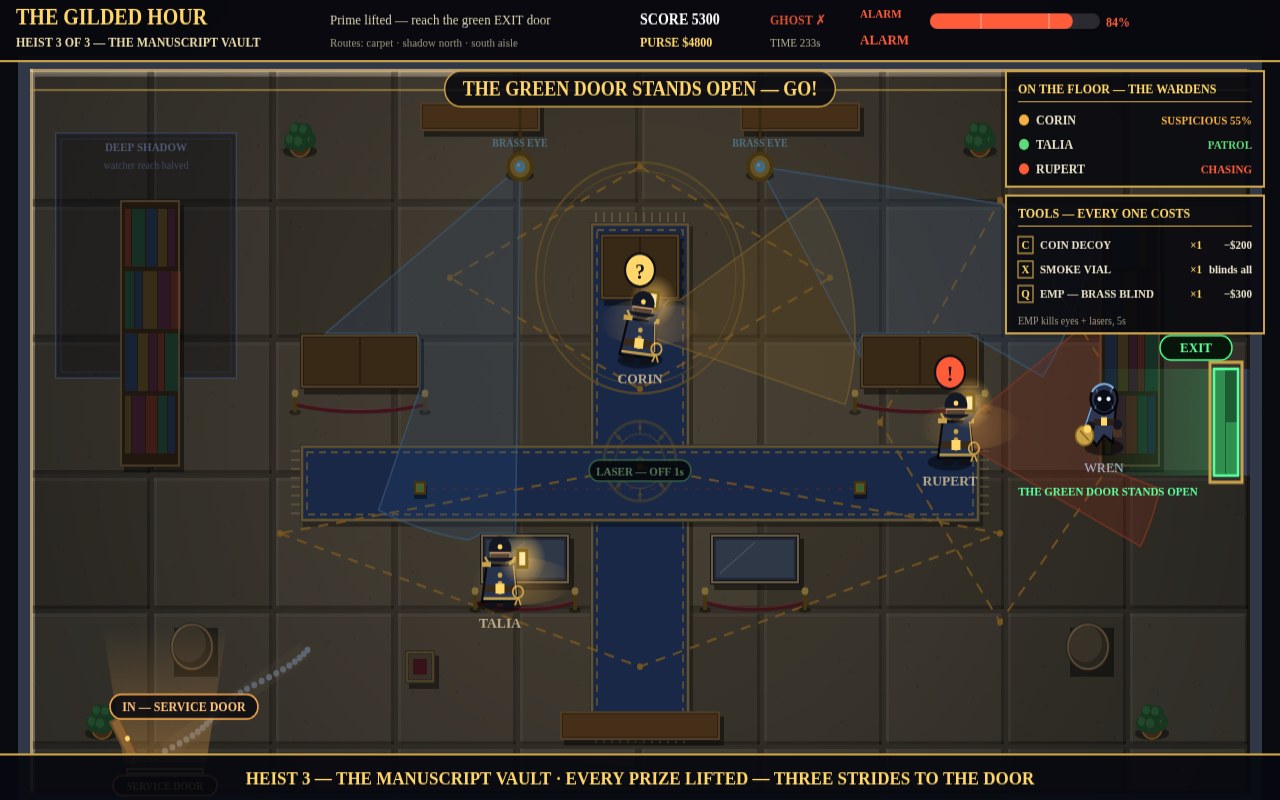 THE GILDED HOUR
HEIST 3 OF 3 — THE MANUSCRIPT VAULT
Prime lifted — reach the green EXIT door
Routes: carpet · shadow north · south aisle
SCORE 5300
PURSE $4800
GHOST ✗
TIME 233s
ALARM
ALARM
84%
THE GREEN DOOR STANDS OPEN — GO!
ON THE FLOOR — THE WARDENS
CORIN SUSPICIOUS 55%
TALIA PATROL
RUPERT CHASING
TOOLS — EVERY ONE COSTS
C COIN DECOY ×1 −$200
X SMOKE VIAL ×1 blinds all
Q EMP — BRASS BLIND ×1 −$300
EMP kills eyes + lasers, 5s
DEEP SHADOW
watcher reach halved
BRASS EYE
BRASS EYE
?
CORIN
!
RUPERT
EXIT
WREN
THE GREEN DOOR STANDS OPEN
LASER — OFF 1s
TALIA
IN — SERVICE DOOR
SERVICE DOOR
HEIST 3 — THE MANUSCRIPT VAULT · EVERY PRIZE LIFTED — THREE STRIDES TO THE DOOR